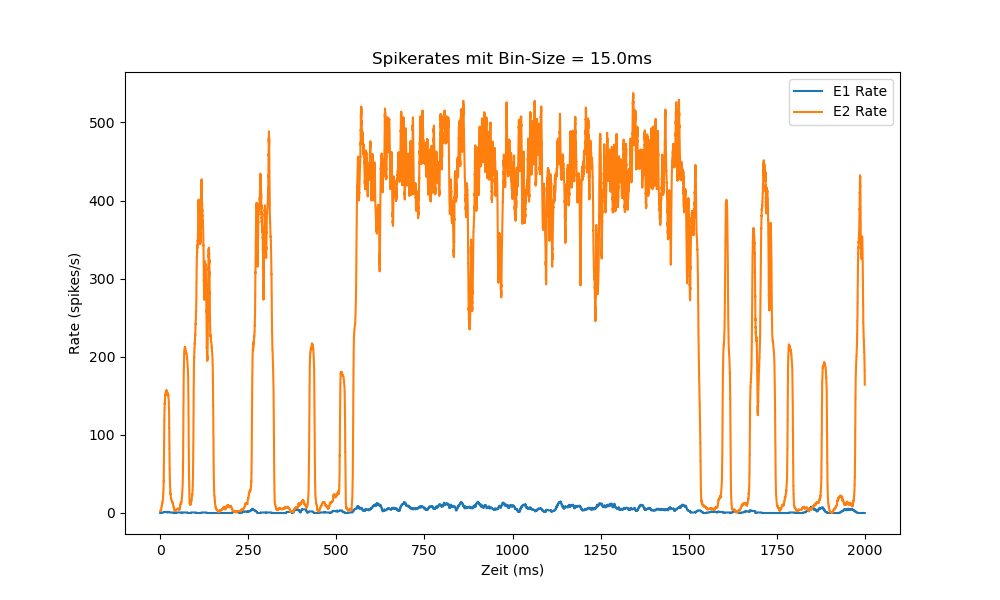 Spikerates mit Bin-Size = 15.0ms
E1 Rate
E2 Rate
Rate (spikes/s)
500
400
300
200
100
0
0 250 500 750 1000 1250 1500 1750 2000
Zeit (ms)